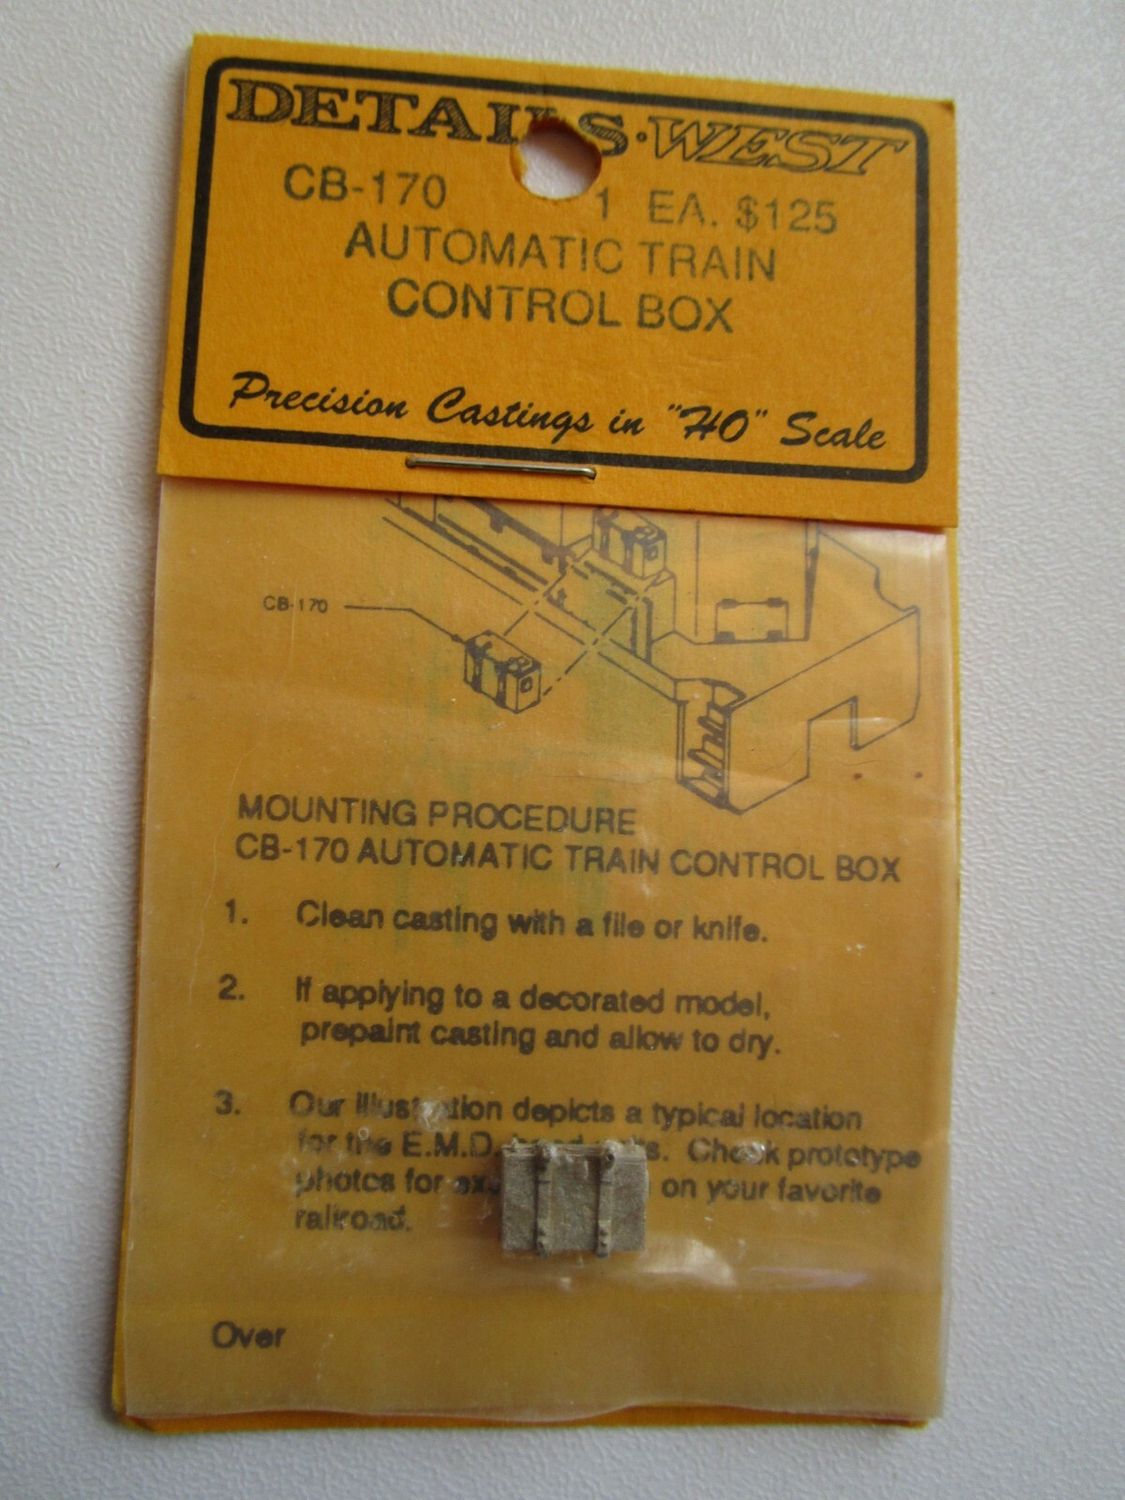 DETAILS·WEST
CB-170 1 EA. $125
AUTOMATIC TRAIN
CONTROL BOX
Precision Castings in "HO" Scale
CB-170
MOUNTING PROCEDURE
CB-170 AUTOMATIC TRAIN CONTROL BOX
1. Clean casting with a file or knife.
2. If applying to a decorated model,
prepaint casting and allow to dry.
3. Our illustration depicts a typical location
for the E.M.D. Check prototype
photos for on your favorite
railroad.
Over